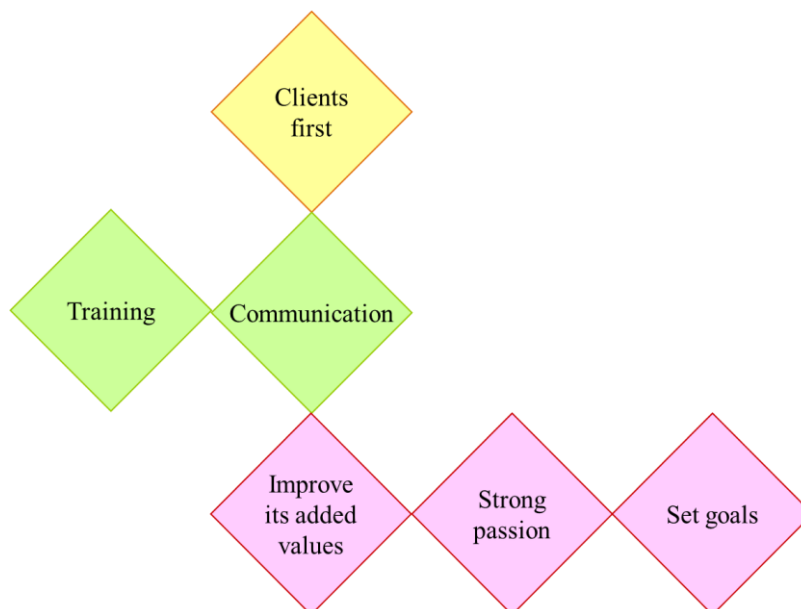 Clients
first
Training
Communication
Improve
its added
values
Strong
passion
Set goals